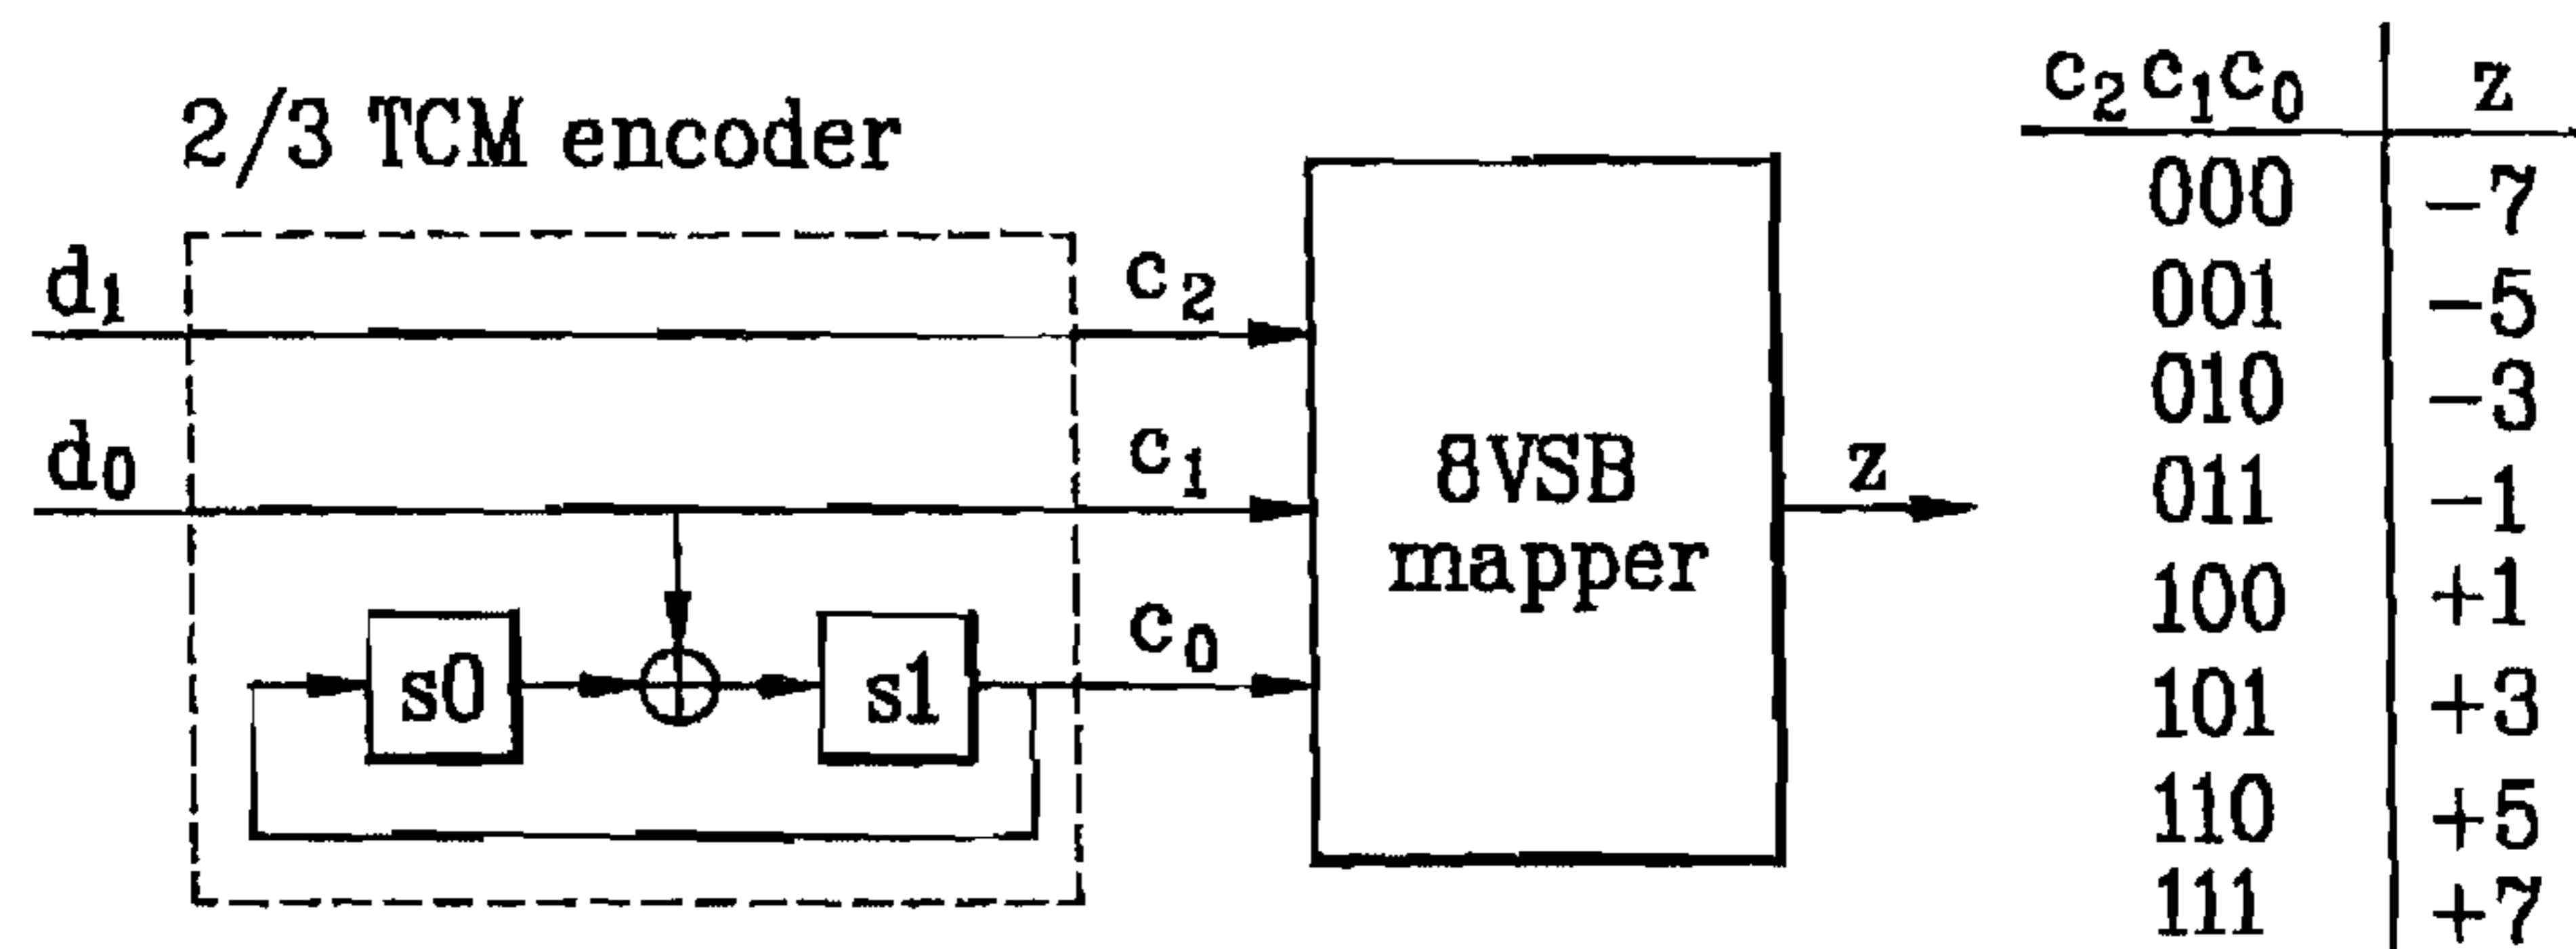 2/3 TCM encoder
d₁
d₀
s0
s1
c₂
c₁
c₀
8VSB
mapper
z
c₂c₁c₀ z
000 −7
001 −5
010 −3
011 −1
100 +1
101 +3
110 +5
111 +7